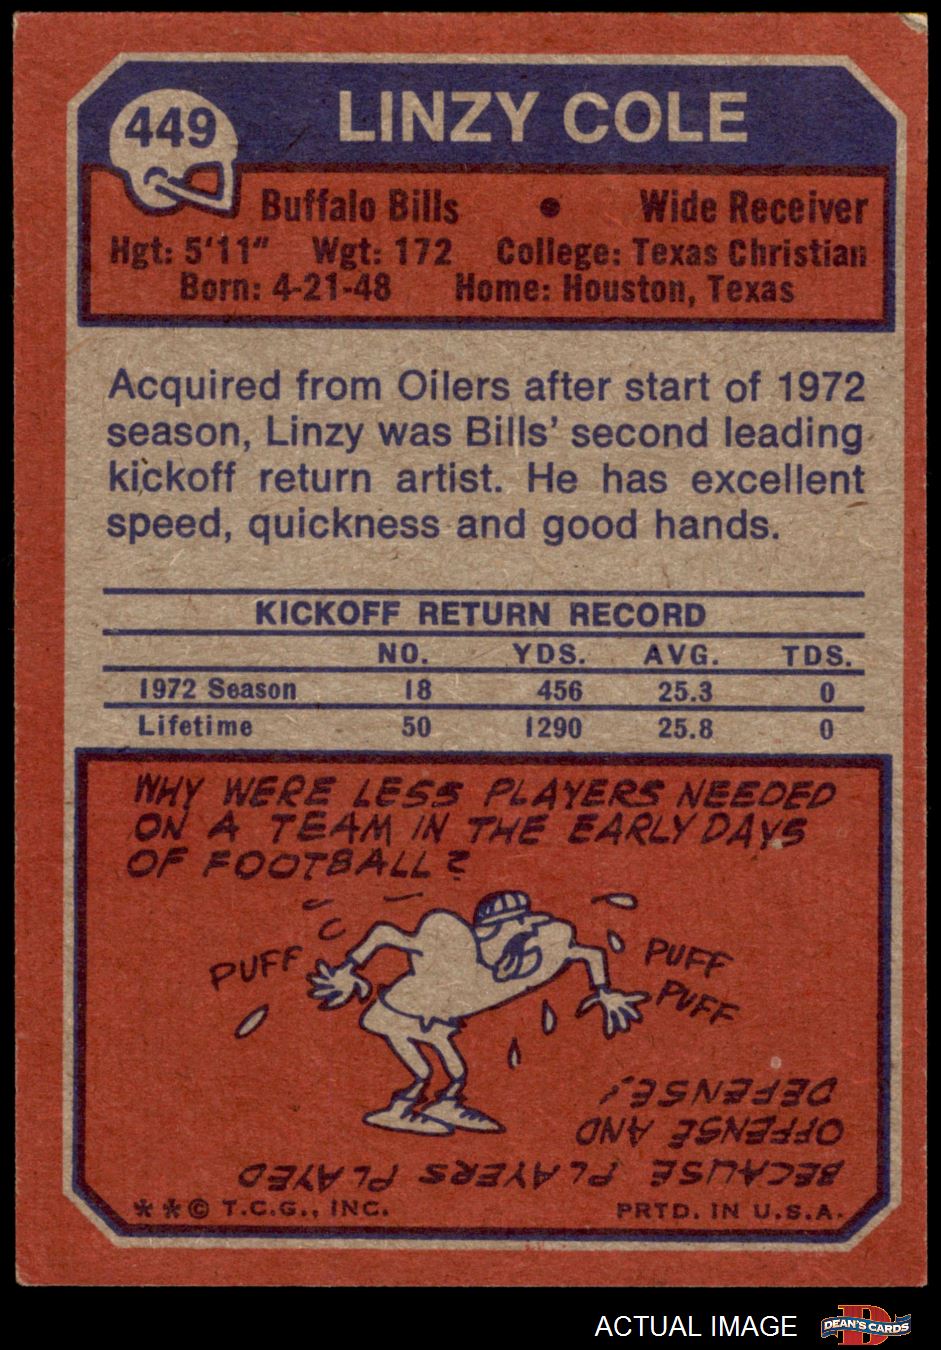 449
LINZY COLE
Buffalo Bills • Wide Receiver
Hgt: 5'11" Wgt: 172 College: Texas Christian
Born: 4-21-48 Home: Houston, Texas
Acquired from Oilers after start of 1972
season, Linzy was Bills' second leading
kickoff return artist. He has excellent
speed, quickness and good hands.
KICKOFF RETURN RECORD
NO. YDS. AVG. TDS.
1972 Season 18 456 25.3 0
Lifetime 50 1290 25.8 0
WHY WERE LESS PLAYERS NEEDED
ON A TEAM IN THE EARLY DAYS
OF FOOTBALL?
PUFF
PUFF
PUFF
BECAUSE PLAYERS PLAYED
OFFENSE AND
DEFENSE!
**© T.C.G., INC. PRTD. IN U.S.A.
ACTUAL IMAGE
D
DEAN'S CARDS